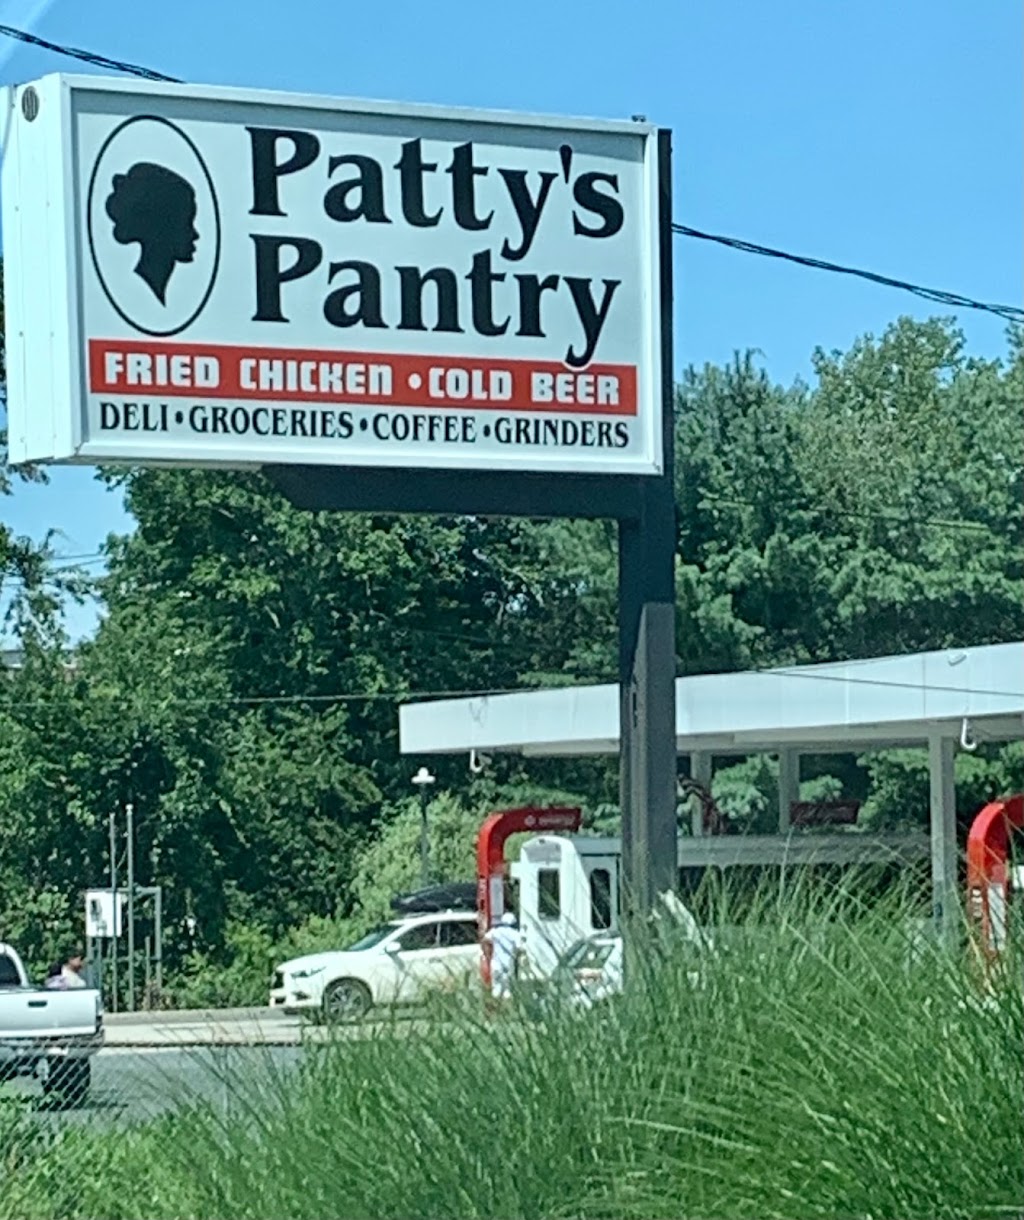 Patty's
Pantry
FRIED CHICKEN • COLD BEER
DELI • GROCERIES • COFFEE • GRINDERS